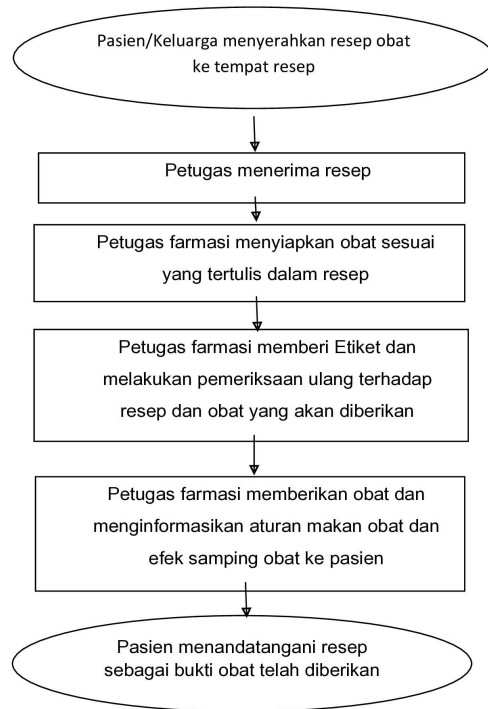 Pasien/Keluarga menyerahkan resep obat
ke tempat resep
Petugas menerima resep
Petugas farmasi menyiapkan obat sesuai
yang tertulis dalam resep
Petugas farmasi memberi Etiket dan
melakukan pemeriksaan ulang terhadap
resep dan obat yang akan diberikan
Petugas farmasi memberikan obat dan
menginformasikan aturan makan obat dan
efek samping obat ke pasien
Pasien menandatangani resep
sebagai bukti obat telah diberikan